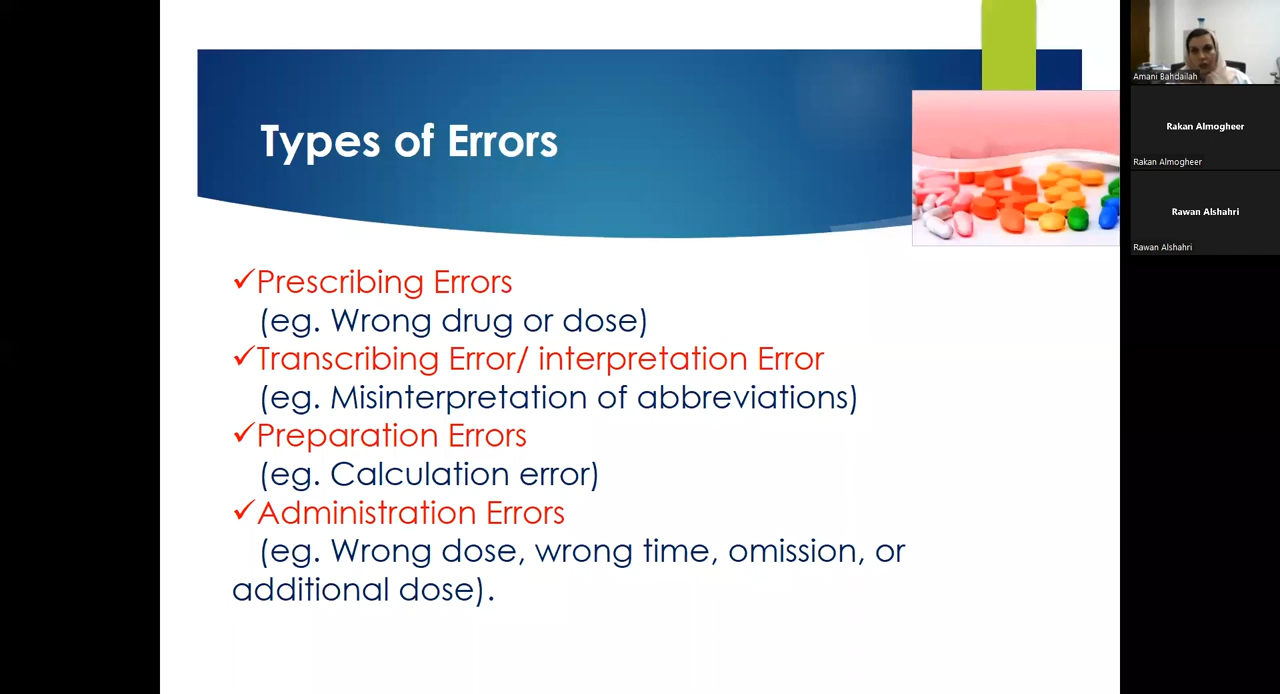 Types of Errors
✓Prescribing Errors
(eg. Wrong drug or dose)
✓Transcribing Error/ interpretation Error
(eg. Misinterpretation of abbreviations)
✓Preparation Errors
(eg. Calculation error)
✓Administration Errors
(eg. Wrong dose, wrong time, omission, or
additional dose).
Amani Bahdailah
Rakan Almogheer
Rakan Almogheer
Rawan Alshahri
Rawan Alshahri